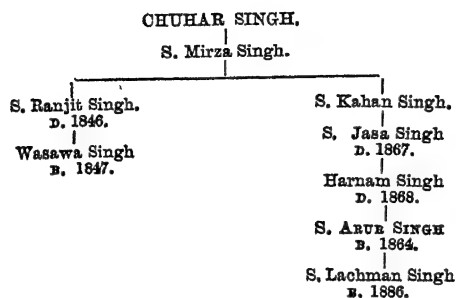 CHUHAR SINGH.
S. Mirza Singh.
S. Ranjit Singh.
D. 1846.
Wasawa Singh
B. 1847.
S. Kahan Singh.
S. Jasa Singh
D. 1867.
Harnam Singh
D. 1868.
S. ARUR SINGH
B. 1864.
S. Lachman Singh
B. 1886.